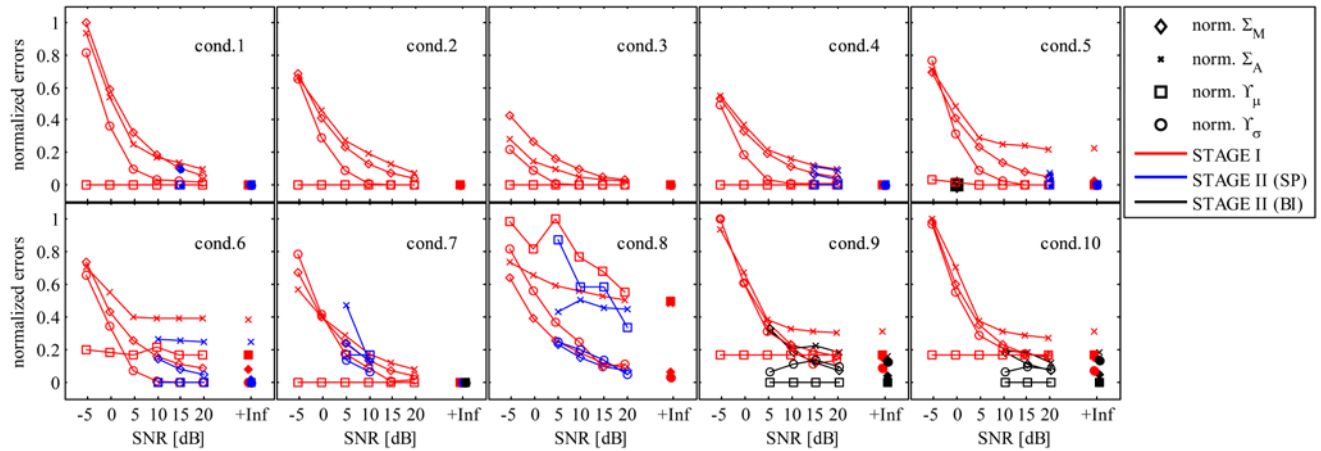 normalized errors
1
0.8
0.6
0.4
0.2
0
cond.1
cond.2
cond.3
cond.4
cond.5
norm. Σ_M
norm. Σ_A
norm. Υ_μ
norm. Υ_σ
STAGE I
STAGE II (SP)
STAGE II (BI)
normalized errors
1
0.8
0.6
0.4
0.2
0
cond.6
cond.7
cond.8
cond.9
cond.10
-5 0 5 10 15 20 +Inf
-5 0 5 10 15 20 +Inf
-5 0 5 10 15 20 +Inf
-5 0 5 10 15 20 +Inf
-5 0 5 10 15 20 +Inf
SNR [dB]
SNR [dB]
SNR [dB]
SNR [dB]
SNR [dB]